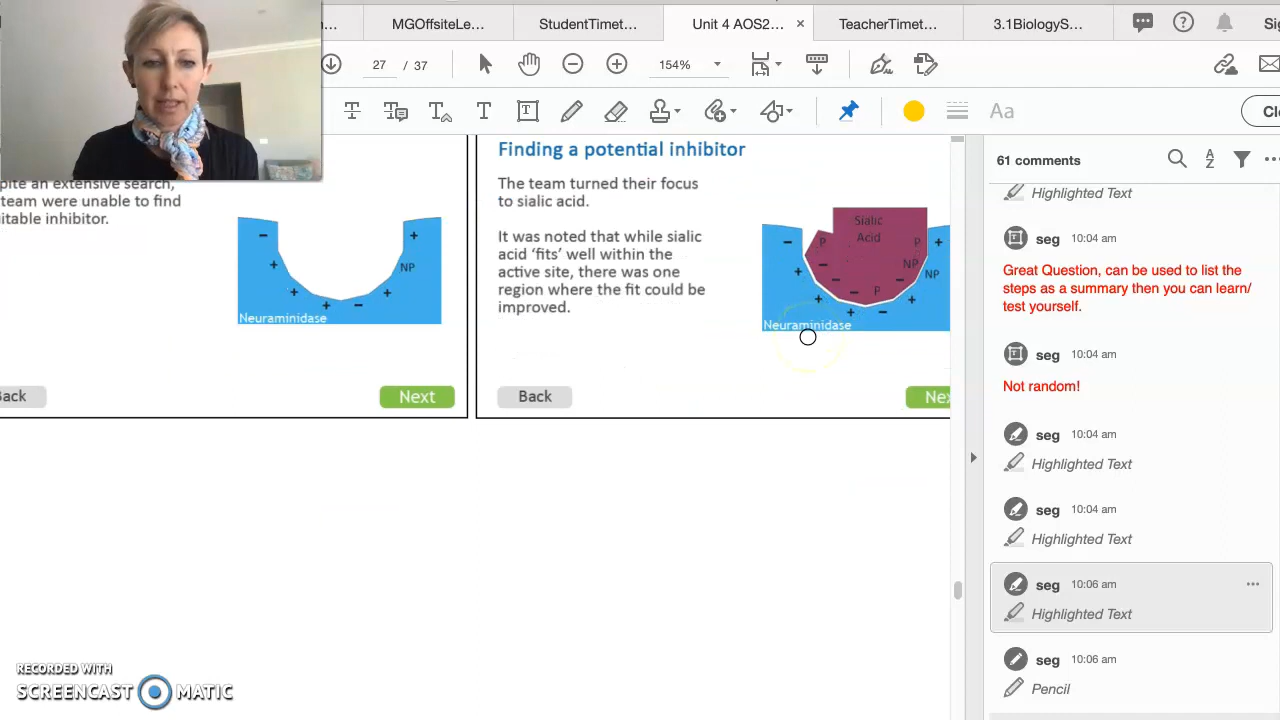 MGOffsiteLe...
StudentTimet...
Unit 4 AOS2... ×
TeacherTimet...
3.1BiologyS...
27 / 37
154%
Aa
61 comments
Highlighted Text
seg 10:04 am
Great Question, can be used to list the
steps as a summary then you can learn/
test yourself.
seg 10:04 am
Not random!
seg 10:04 am
Highlighted Text
seg 10:04 am
Highlighted Text
seg 10:06 am
Highlighted Text
seg 10:06 am
Pencil
an extensive search,
team were unable to find
inhibitor.
− +
+ NP
+ +
+ −
Neuraminidase
Back
Next
Finding a potential inhibitor
The team turned their focus
to sialic acid.
It was noted that while sialic
acid 'fits' well within the
active site, there was one
region where the fit could be
improved.
Sialic
Acid
− P P +
+ − NP NP
− −
+ − P +
+ −
Neuraminidase
Back
RECORDED WITH
SCREENCAST MATIC